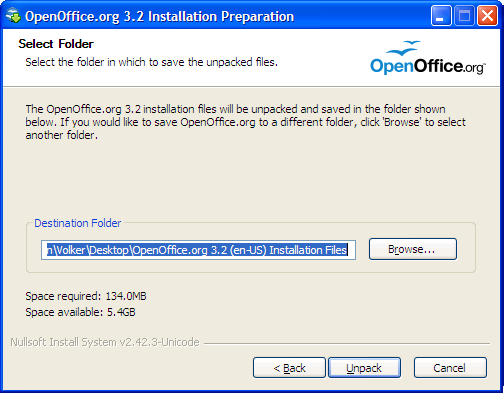 OpenOffice.org 3.2 Installation Preparation
Select Folder
Select the folder in which to save the unpacked files.
OpenOffice.org
The OpenOffice.org 3.2 installation files will be unpacked and saved in the folder shown
below. If you would like to save OpenOffice.org to a different folder, click 'Browse' to select
another folder.
Destination Folder
n\Volker\Desktop\OpenOffice.org 3.2 (en-US) Installation Files
Browse...
Space required: 134.0MB
Space available: 5.4GB
Nullsoft Install System v2.42.3-Unicode
< Back
Unpack
Cancel